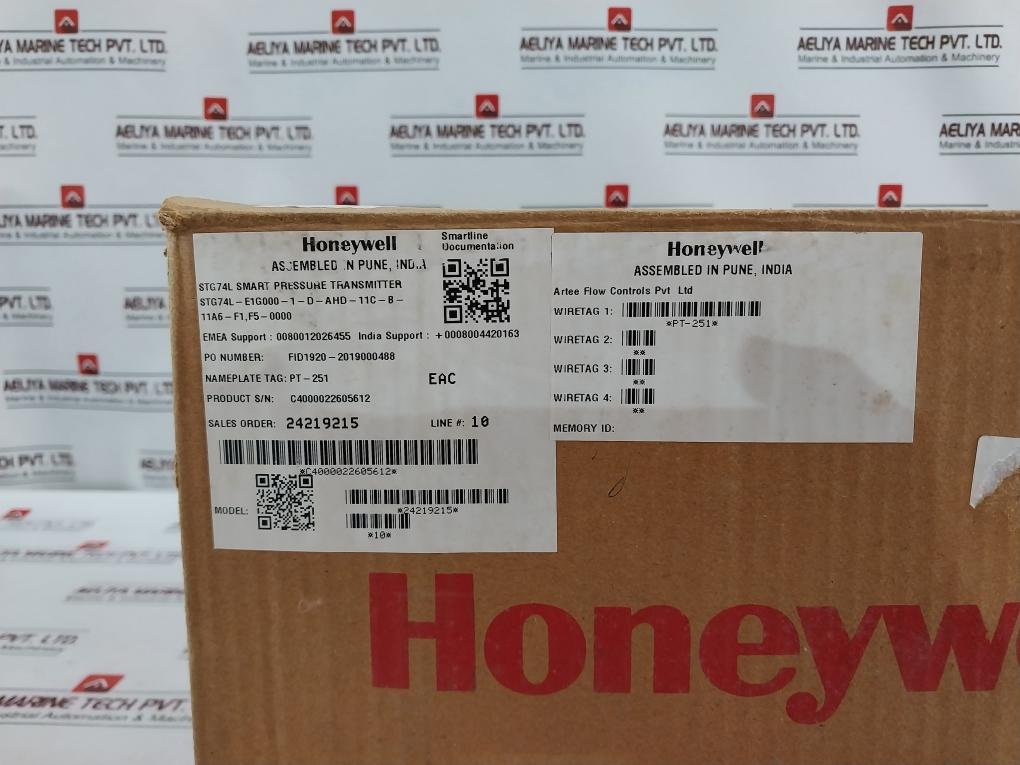 AELIYA MARINE TECH PVT. LTD.
Marine & Industrial Automation & Machinery
Honeywell
Smartline
Documentation
ASSEMBLED IN PUNE, INDIA
STG74L SMART PRESSURE TRANSMITTER
STG74L-E1G000-1-D-AHD-11C-B-
11A6-F1,F5-0000
EMEA Support : 0080012026455 India Support : +0008004420163
PO NUMBER: FID1920-2019000488
NAMEPLATE TAG: PT-251
EAC
PRODUCT S/N: C4000022605612
SALES ORDER: 24219215 LINE #: 10
*C4000022605612*
MODEL:
*24219215*
*10*
Honeywell
ASSEMBLED IN PUNE, INDIA
Artee Flow Controls Pvt Ltd
WIRETAG 1:
*PT-251*
WIRETAG 2:
**
WIRETAG 3:
**
WIRETAG 4:
**
MEMORY ID:
Honeyw